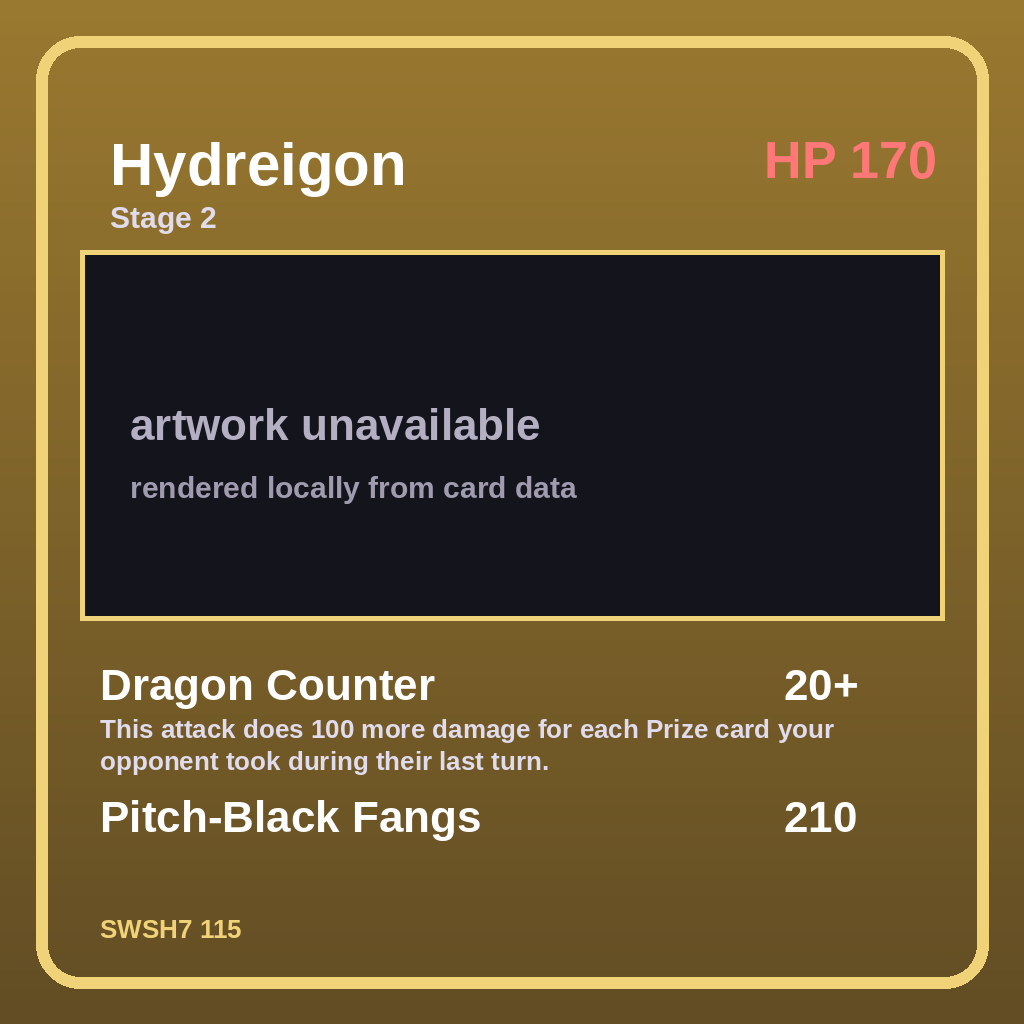 Hydreigon
HP 170
Stage 2
artwork unavailable
rendered locally from card data
Dragon Counter 20+
This attack does 100 more damage for each Prize card your
opponent took during their last turn.
Pitch-Black Fangs 210
SWSH7 115